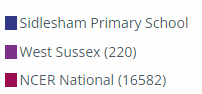 Sidlesham Primary School
West Sussex (220)
NCER National (16582)